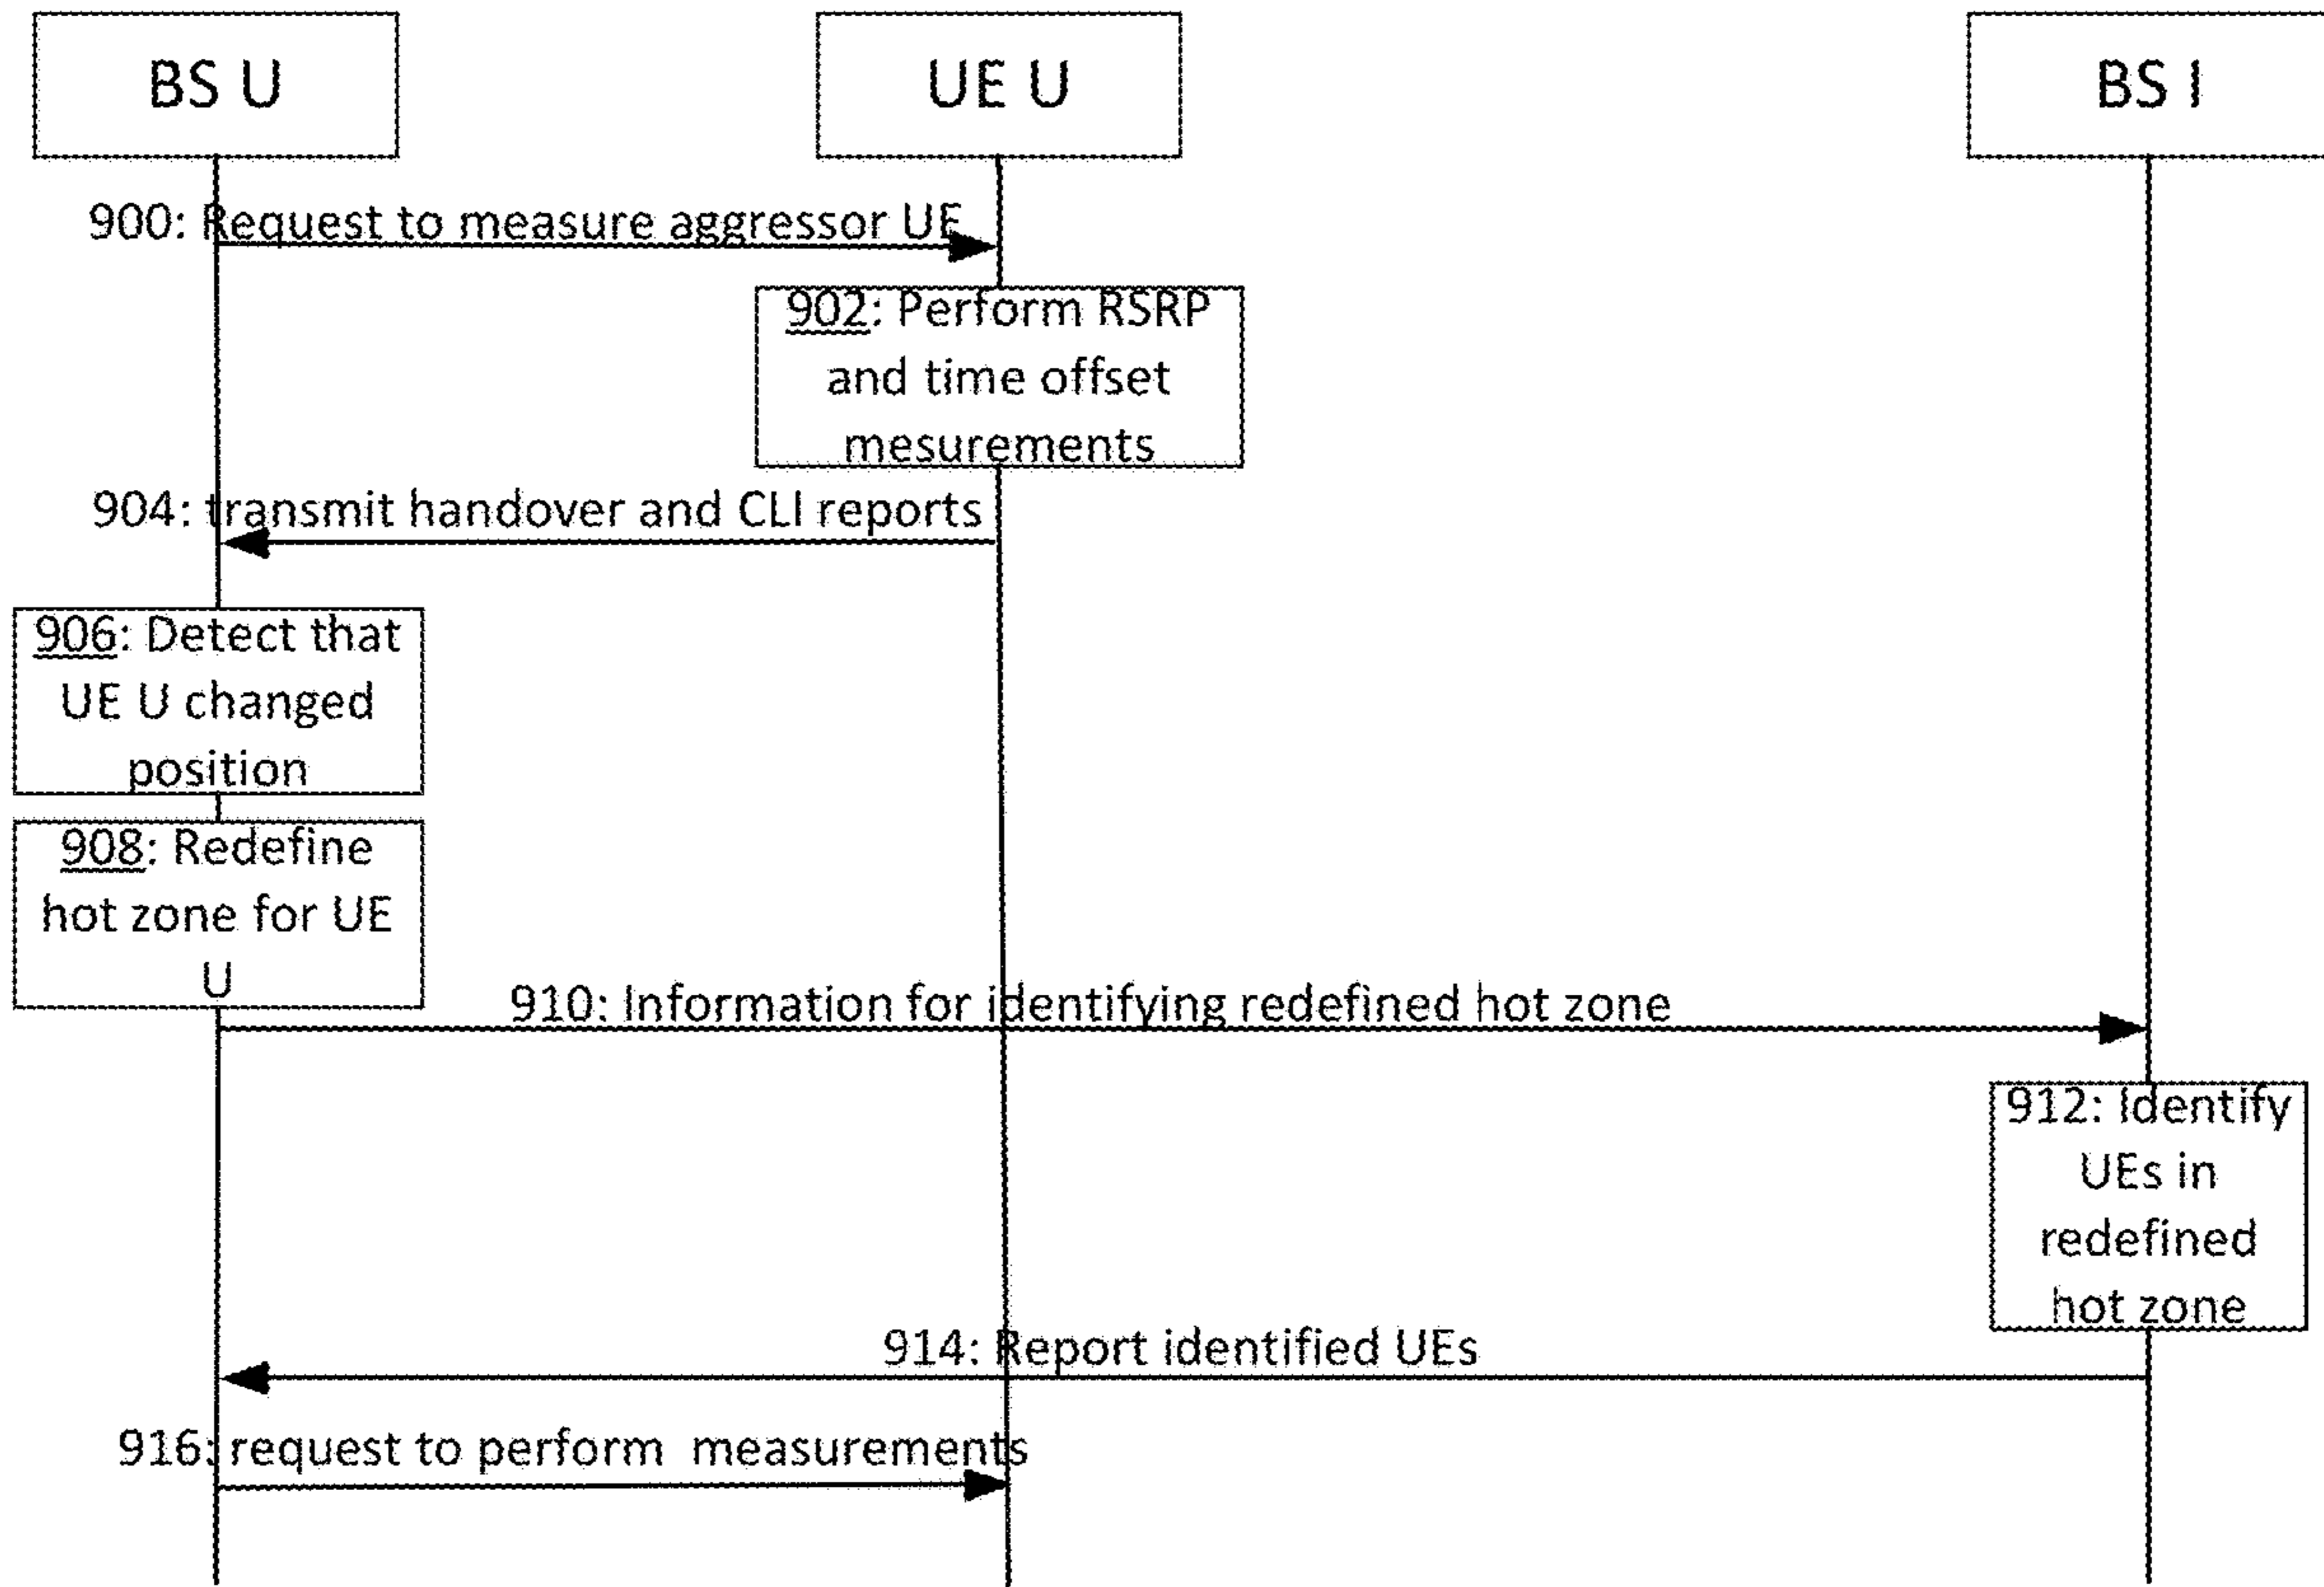 BS U
UE U
BS I
900: Request to measure aggressor UE
902: Perform RSRP
and time offset
mesurements
904: transmit handover and CLI reports
906: Detect that
UE U changed
position
908: Redefine
hot zone for UE
U
910: Information for identifying redefined hot zone
912: Identify
UEs in
redefined
hot zone
914: Report identified UEs
916: request to perform measurements